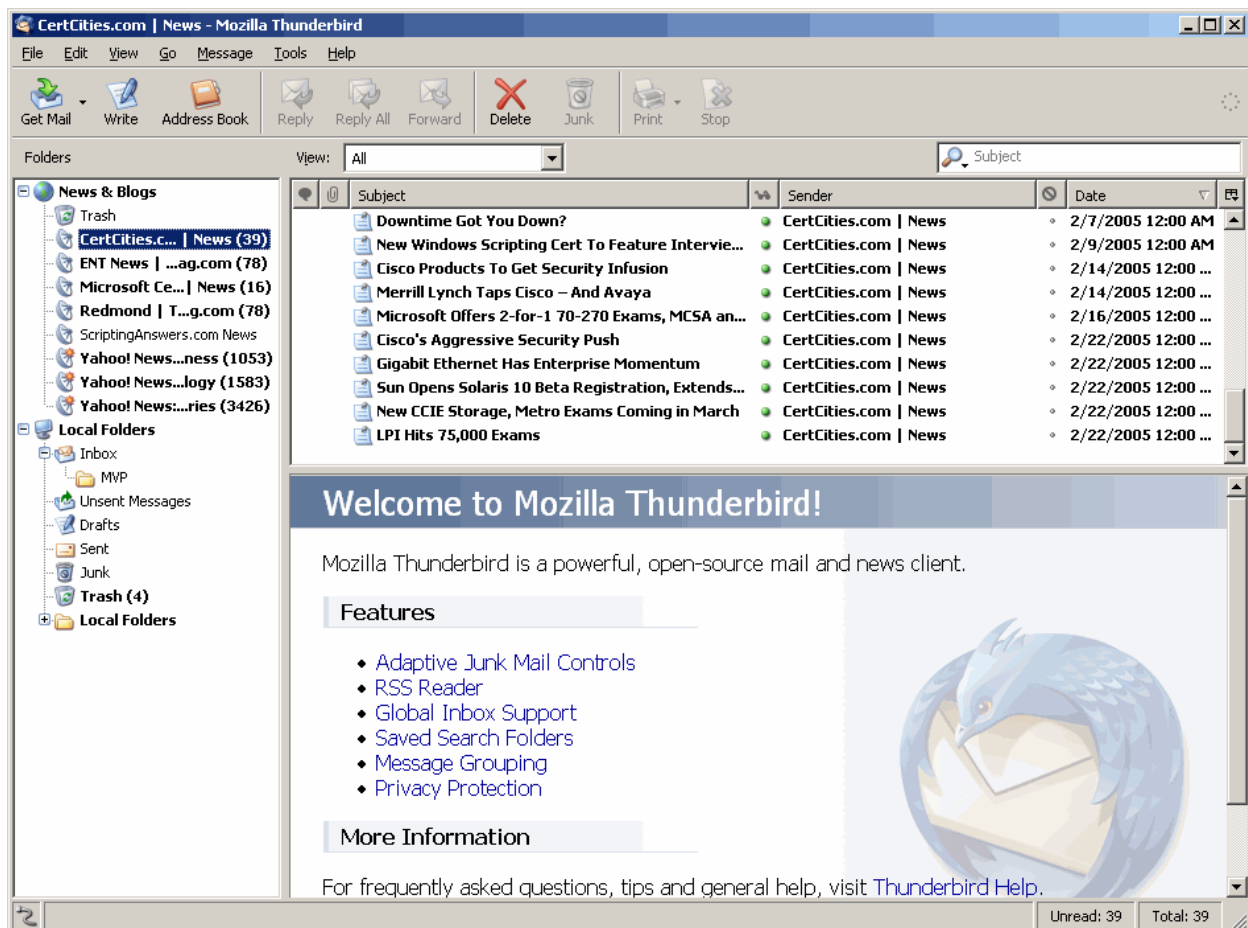 CertCities.com | News - Mozilla Thunderbird
File Edit View Go Message Tools Help
Get Mail Write Address Book Reply Reply All Forward Delete Junk Print Stop
Folders
View: All Subject
News & Blogs
Trash
CertCities.c... | News (39)
ENT News | ...ag.com (78)
Microsoft Ce...| News (16)
Redmond | T...g.com (78)
ScriptingAnswers.com News
Yahoo! News...ness (1053)
Yahoo! News...logy (1583)
Yahoo! News:...ries (3426)
Local Folders
Inbox
MVP
Unsent Messages
Drafts
Sent
Junk
Trash (4)
Local Folders
Subject Sender Date
Downtime Got You Down? CertCities.com | News 2/7/2005 12:00 AM
New Windows Scripting Cert To Feature Intervie... CertCities.com | News 2/9/2005 12:00 AM
Cisco Products To Get Security Infusion CertCities.com | News 2/14/2005 12:00 ...
Merrill Lynch Taps Cisco – And Avaya CertCities.com | News 2/14/2005 12:00 ...
Microsoft Offers 2-for-1 70-270 Exams, MCSA an... CertCities.com | News 2/16/2005 12:00 ...
Cisco's Aggressive Security Push CertCities.com | News 2/22/2005 12:00 ...
Gigabit Ethernet Has Enterprise Momentum CertCities.com | News 2/22/2005 12:00 ...
Sun Opens Solaris 10 Beta Registration, Extends... CertCities.com | News 2/22/2005 12:00 ...
New CCIE Storage, Metro Exams Coming in March CertCities.com | News 2/22/2005 12:00 ...
LPI Hits 75,000 Exams CertCities.com | News 2/22/2005 12:00 ...
Welcome to Mozilla Thunderbird!
Mozilla Thunderbird is a powerful, open-source mail and news client.
Features
• Adaptive Junk Mail Controls
• RSS Reader
• Global Inbox Support
• Saved Search Folders
• Message Grouping
• Privacy Protection
More Information
For frequently asked questions, tips and general help, visit Thunderbird Help.
Unread: 39 Total: 39